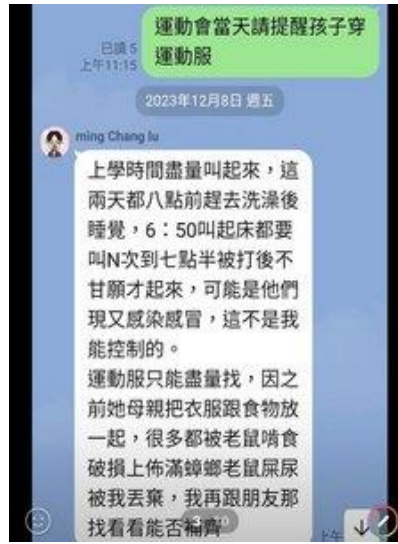 運動會當天請提醒孩子穿
運動服
已讀 5
上午11:15
2023年12月8日 週五
ming Chang lu
上學時間盡量叫起來，這
兩天都八點前趕去洗澡後
睡覺，6：50叫起床都要
叫N次到七點半被打後不
甘願才起來，可能是他們
現又感染感冒，這不是我
能控制的。
運動服只能盡量找，因之
前她母親把衣服跟食物放
一起，很多都被老鼠啃食
破損上佈滿蟑螂老鼠屎尿
被我丟棄，我再跟朋友那
找看看能否補齊
上午